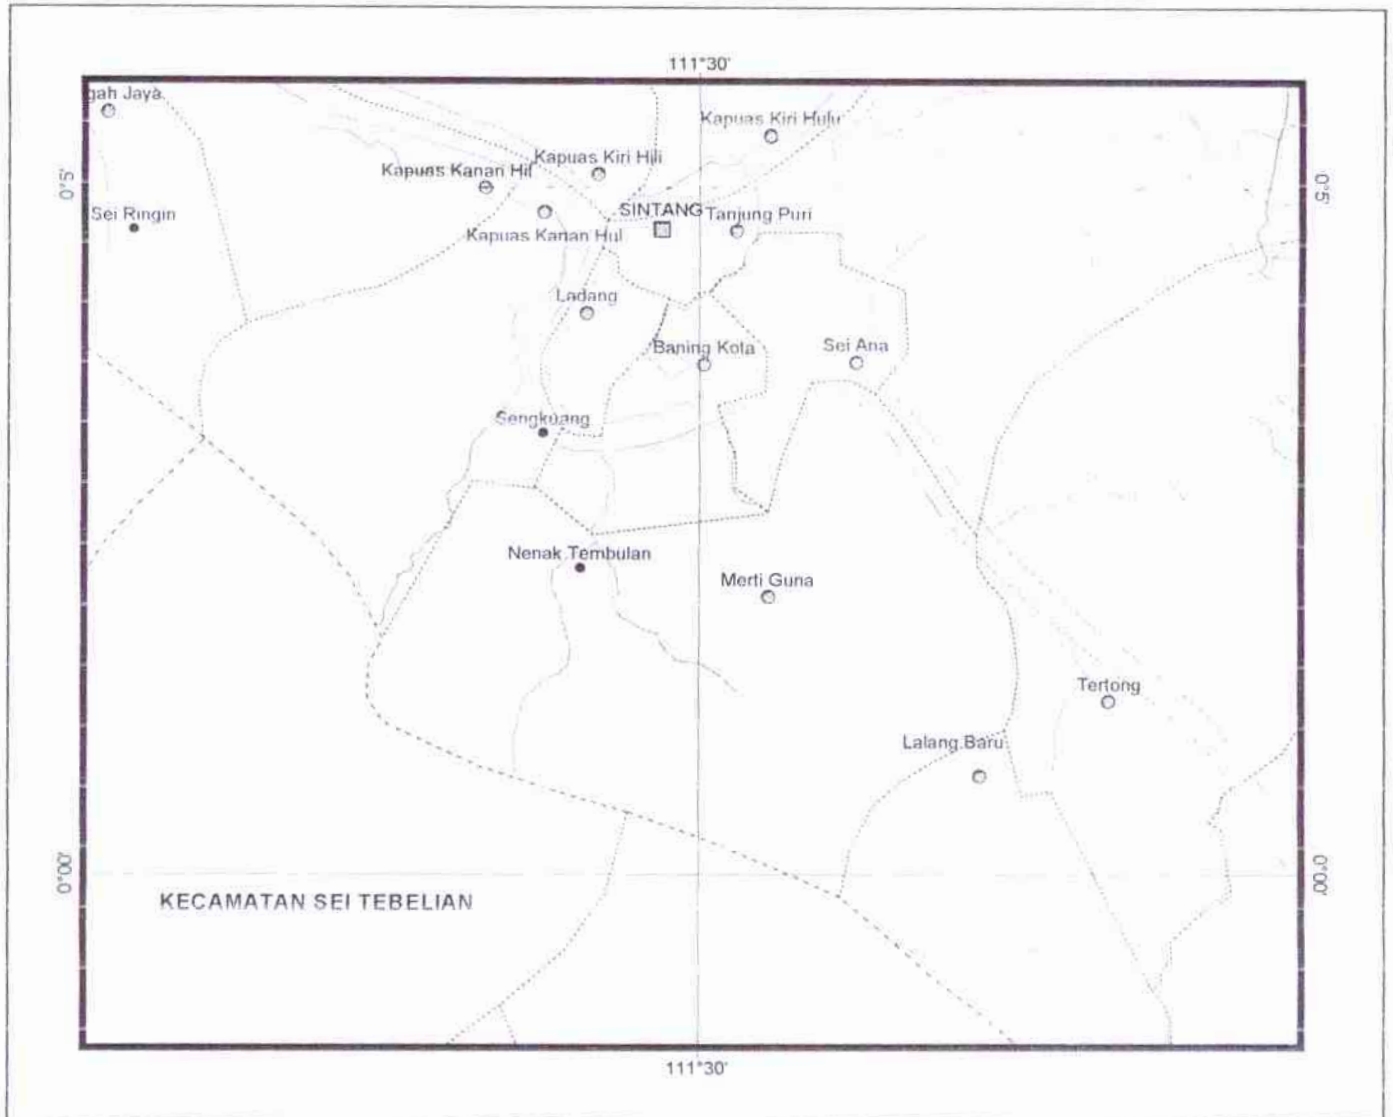 111°30'
gah Jaya
Kapuas Kiri Hulu
Kapuas Kiri Hili
Kapuas Kanan Hil
0°5'
0°5'
Sei Ringin
SINTANG
Tanjung Puri
Kapuas Kanan Hul
Ladang
Baning Kota
Sei Ana
Sengkuang
Nenak Tembulan
Merti Guna
Tertong
Lalang Baru
0°00'
0°00'
KECAMATAN SEI TEBELIAN
111°30'